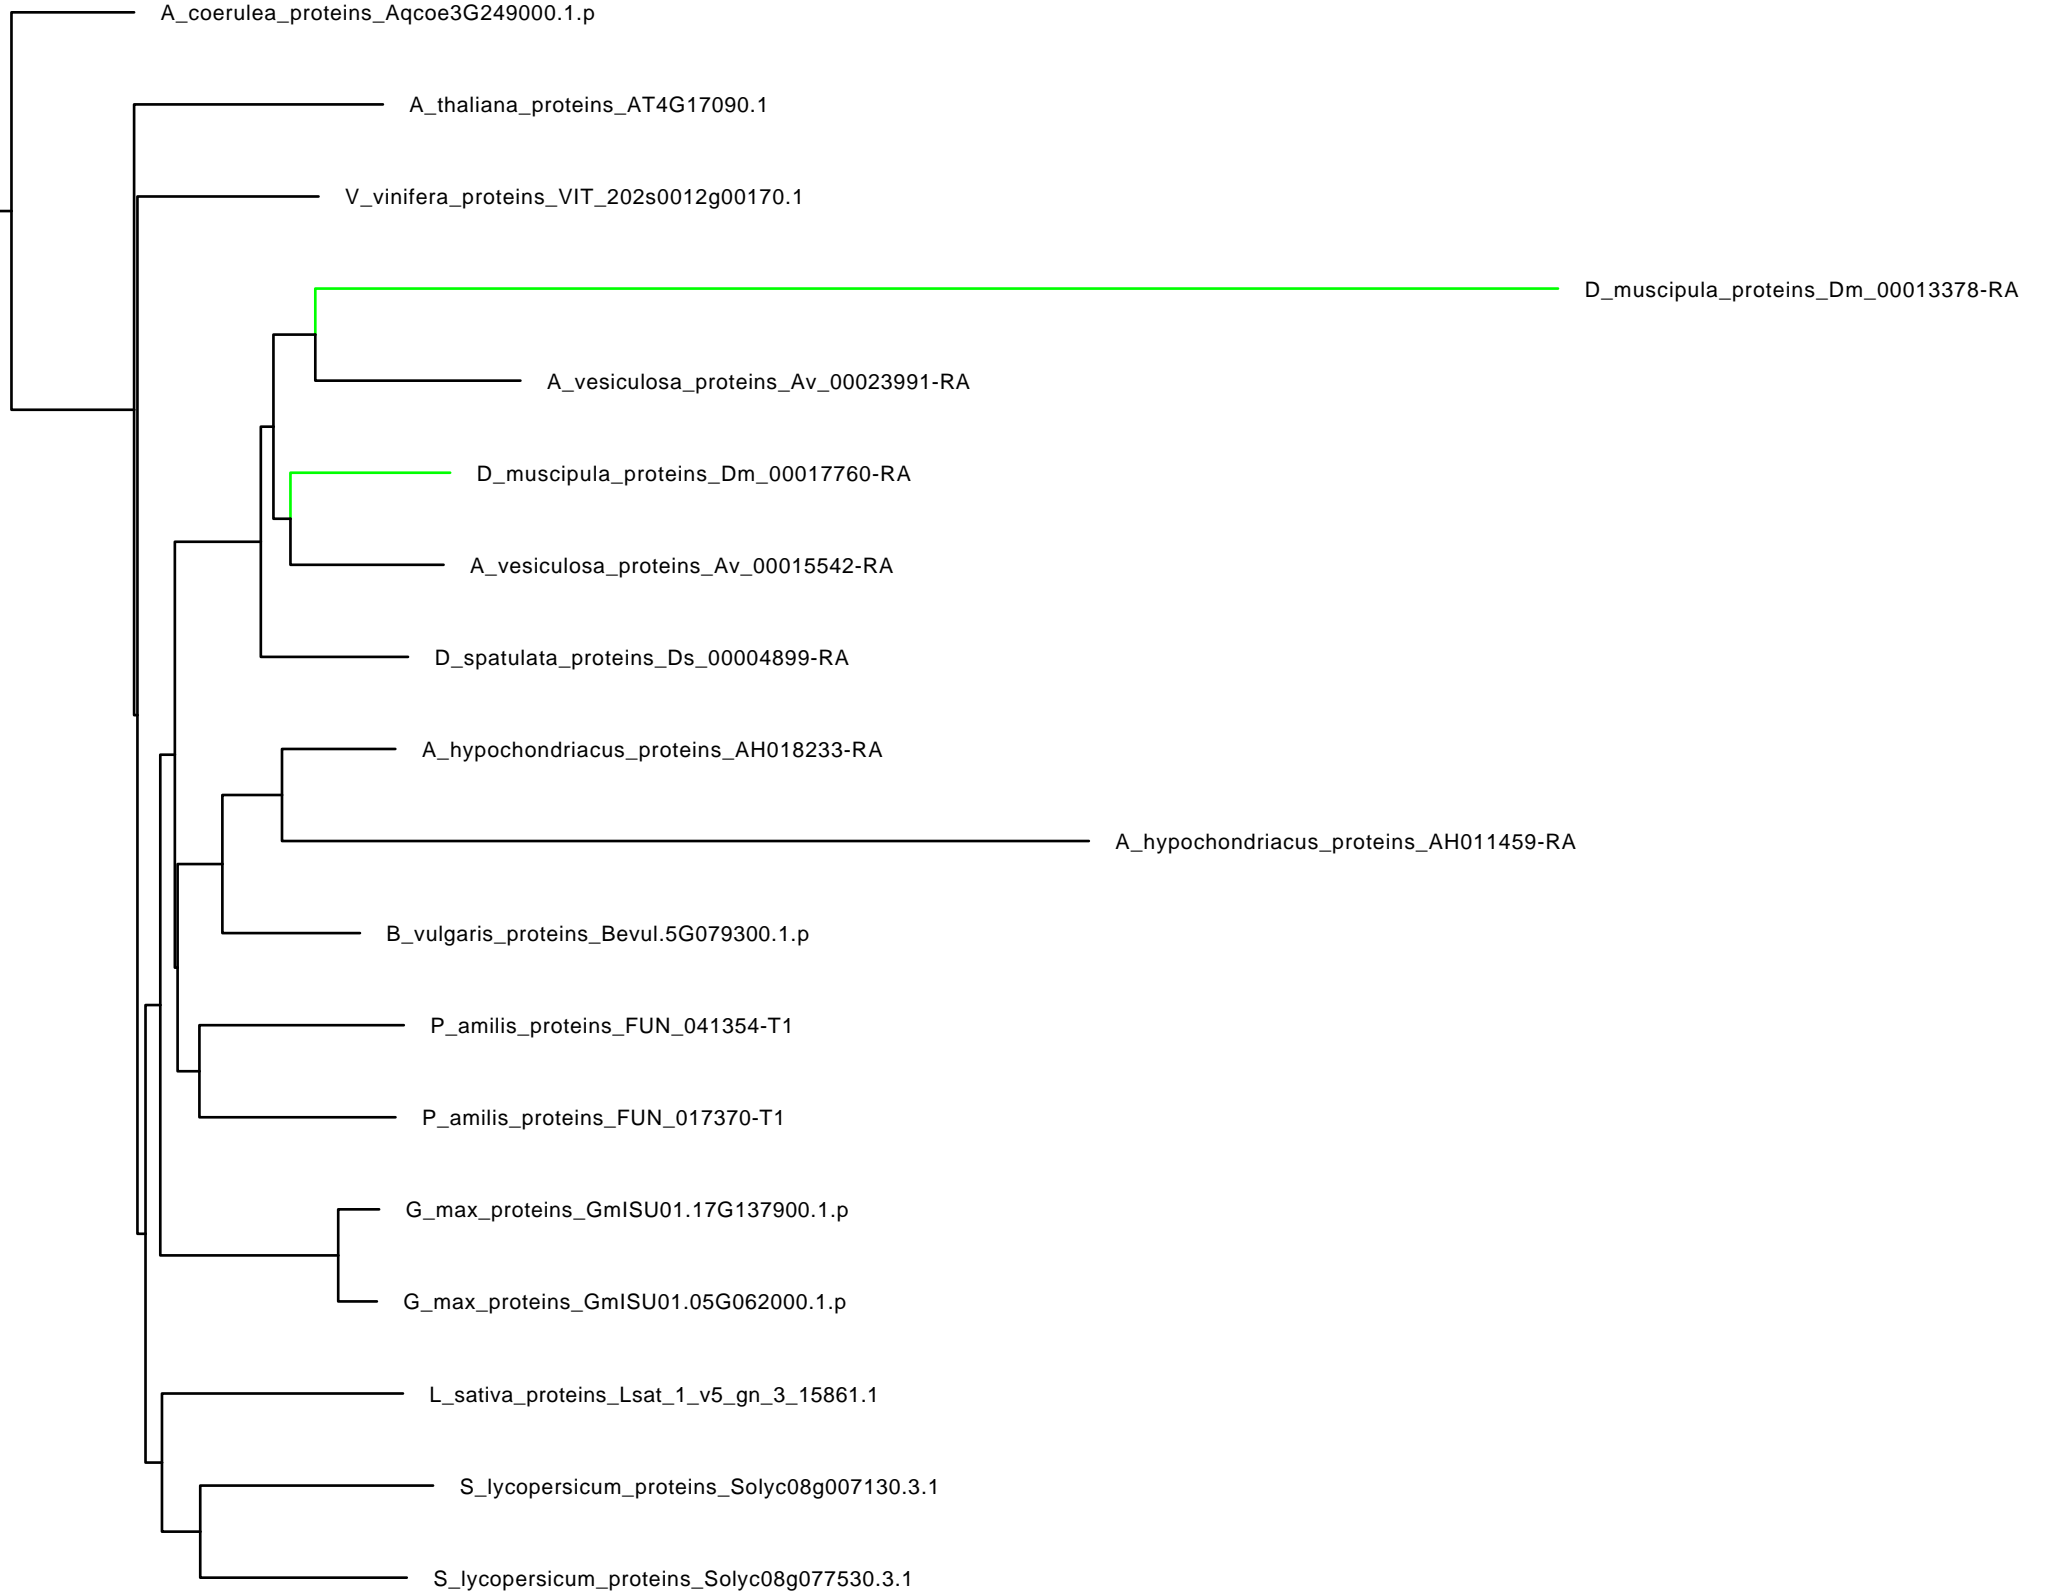 A_coerulea_proteins_Aqcoe3G249000.1.p
A_thaliana_proteins_AT4G17090.1
V_vinifera_proteins_VIT_202s0012g00170.1
D_muscipula_proteins_Dm_00013378-RA
A_vesiculosa_proteins_Av_00023991-RA
D_muscipula_proteins_Dm_00017760-RA
A_vesiculosa_proteins_Av_00015542-RA
D_spatulata_proteins_Ds_00004899-RA
A_hypochondriacus_proteins_AH018233-RA
A_hypochondriacus_proteins_AH011459-RA
B_vulgaris_proteins_Bevul.5G079300.1.p
P_amilis_proteins_FUN_041354-T1
P_amilis_proteins_FUN_017370-T1
G_max_proteins_GmISU01.17G137900.1.p
G_max_proteins_GmISU01.05G062000.1.p
L_sativa_proteins_Lsat_1_v5_gn_3_15861.1
S_lycopersicum_proteins_Solyc08g007130.3.1
S_lycopersicum_proteins_Solyc08g077530.3.1